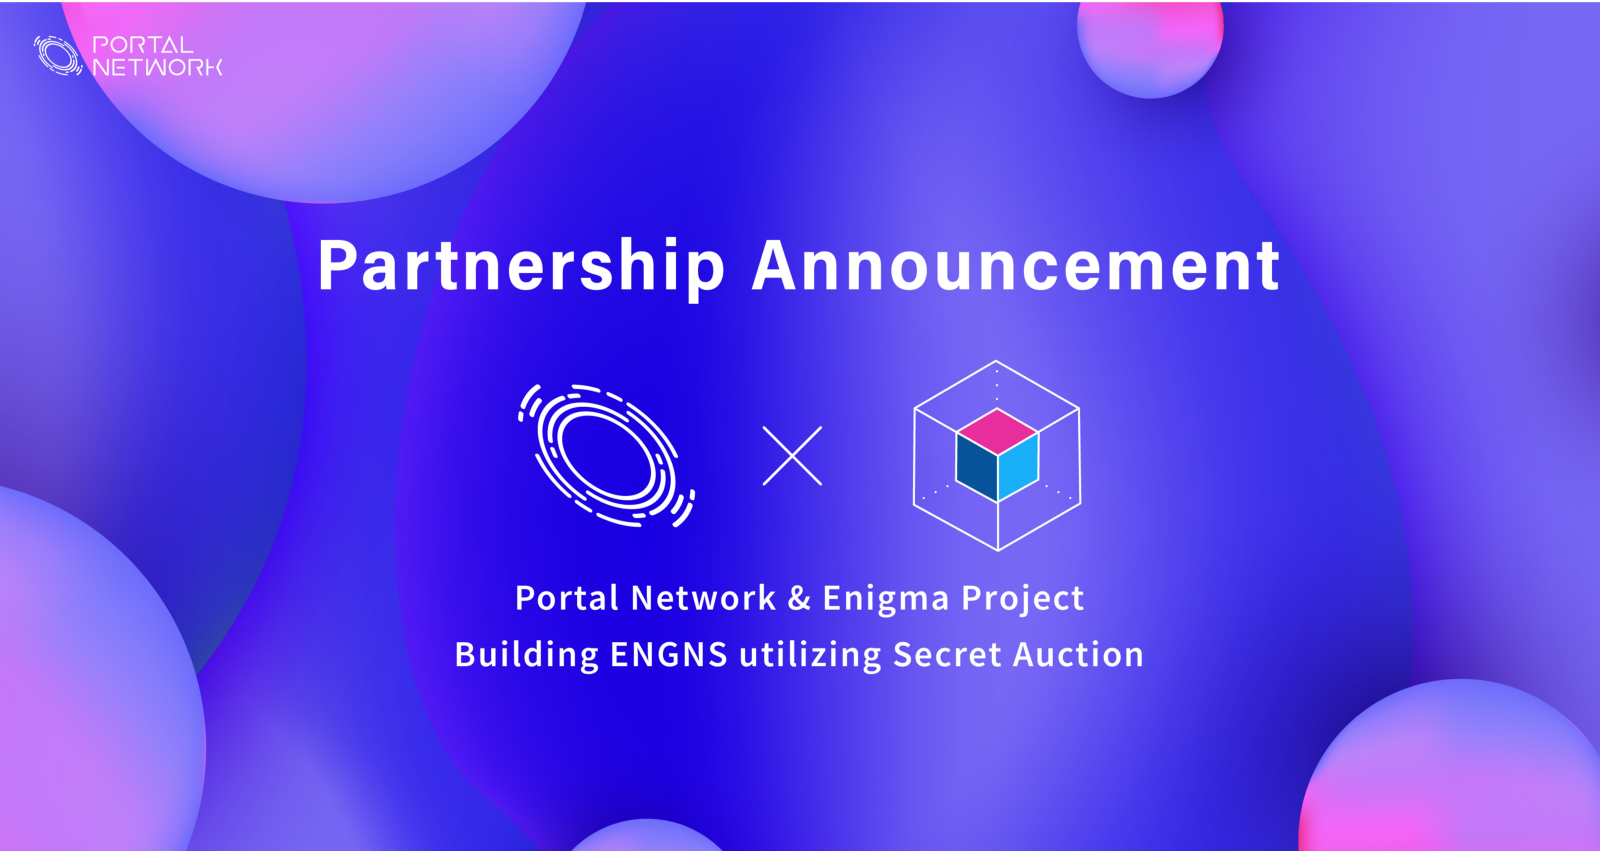 PORTAL
NETWORK
Partnership Announcement
Portal Network & Enigma Project
Building ENGNS utilizing Secret Auction